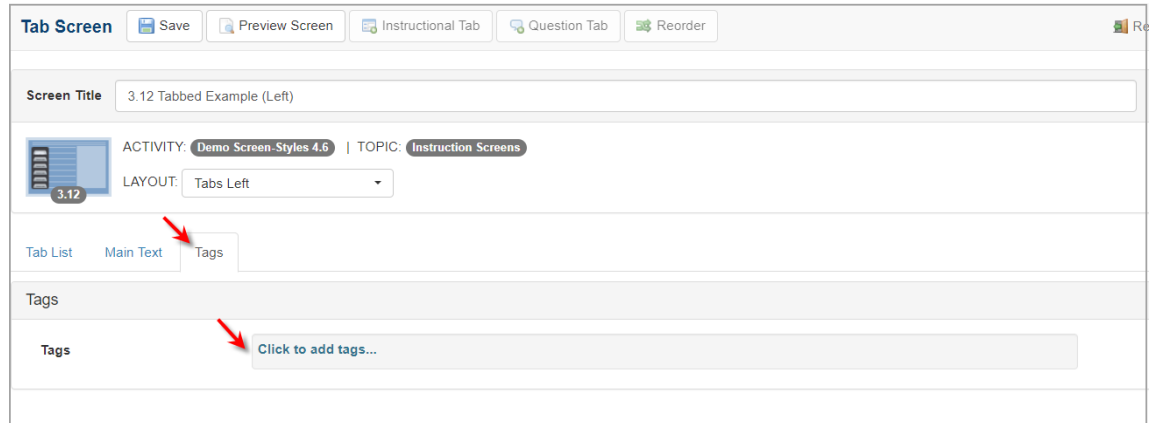 Tab Screen Save Preview Screen Instructional Tab Question Tab Reorder Re
Screen Title 3.12 Tabbed Example (Left)
ACTIVITY: Demo Screen-Styles 4.6 | TOPIC: Instruction Screens
3.12 LAYOUT: Tabs Left
Tab List Main Text Tags
Tags
Tags Click to add tags...